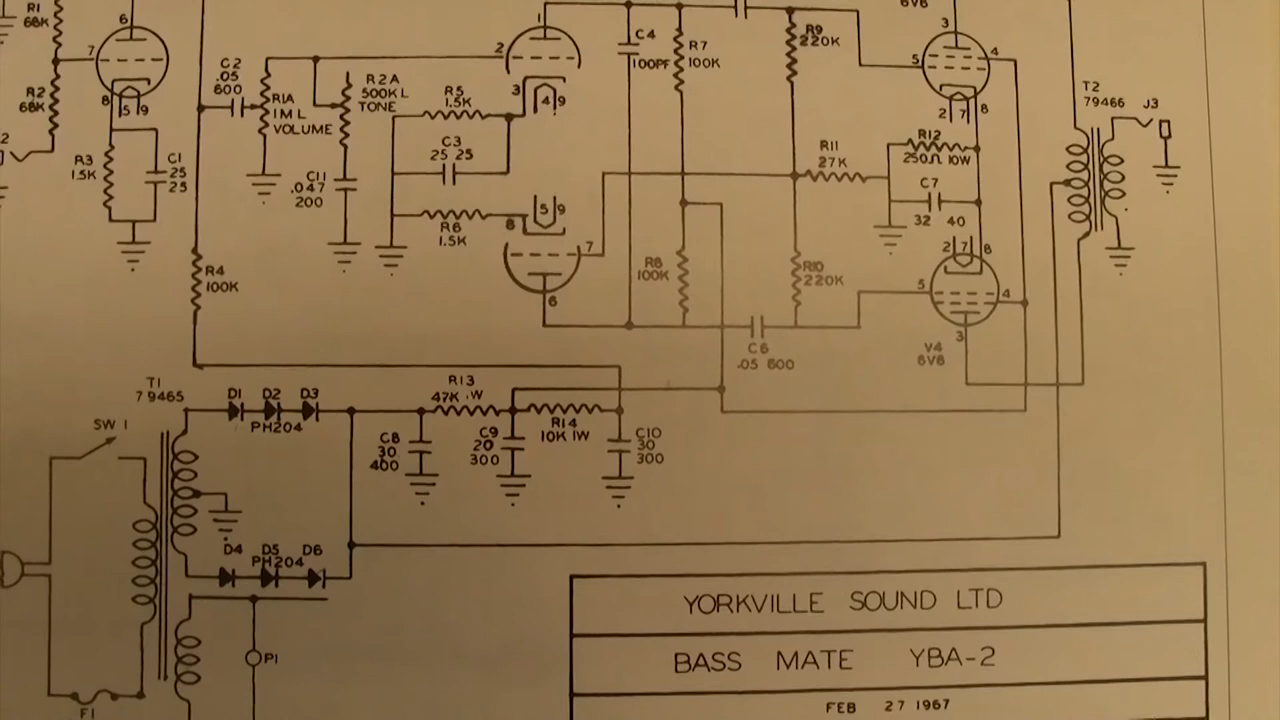 R1
68K
6
7
R2
68K
8
5
9
R3
1.5K
C1
25
25
C2
.05
600
R1A
1M L
VOLUME
R2A
500K L
TONE
C11
.047
200
R4
100K
1
2
3
4
9
R5
1.5K
C3
25 25
R6
1.5K
5
9
8
7
6
C4
100PF
R7
100K
R8
100K
R9
220K
R10
220K
R11
27K
C6
.05 600
6V6
3
4
5
2
7
8
R12
250Ω 10W
C7
32 40
2
7
8
5
4
3
V4
6V6
T2
79466
J3
T1
79465
SW 1
D1
D2
D3
PH204
R13
47K
W
C8
30
400
C9
20
300
R14
10K 1W
C10
30
300
D4
D5
D6
PH204
P1
F1
YORKVILLE SOUND LTD
BASS MATE YBA-2
FEB 27 1967